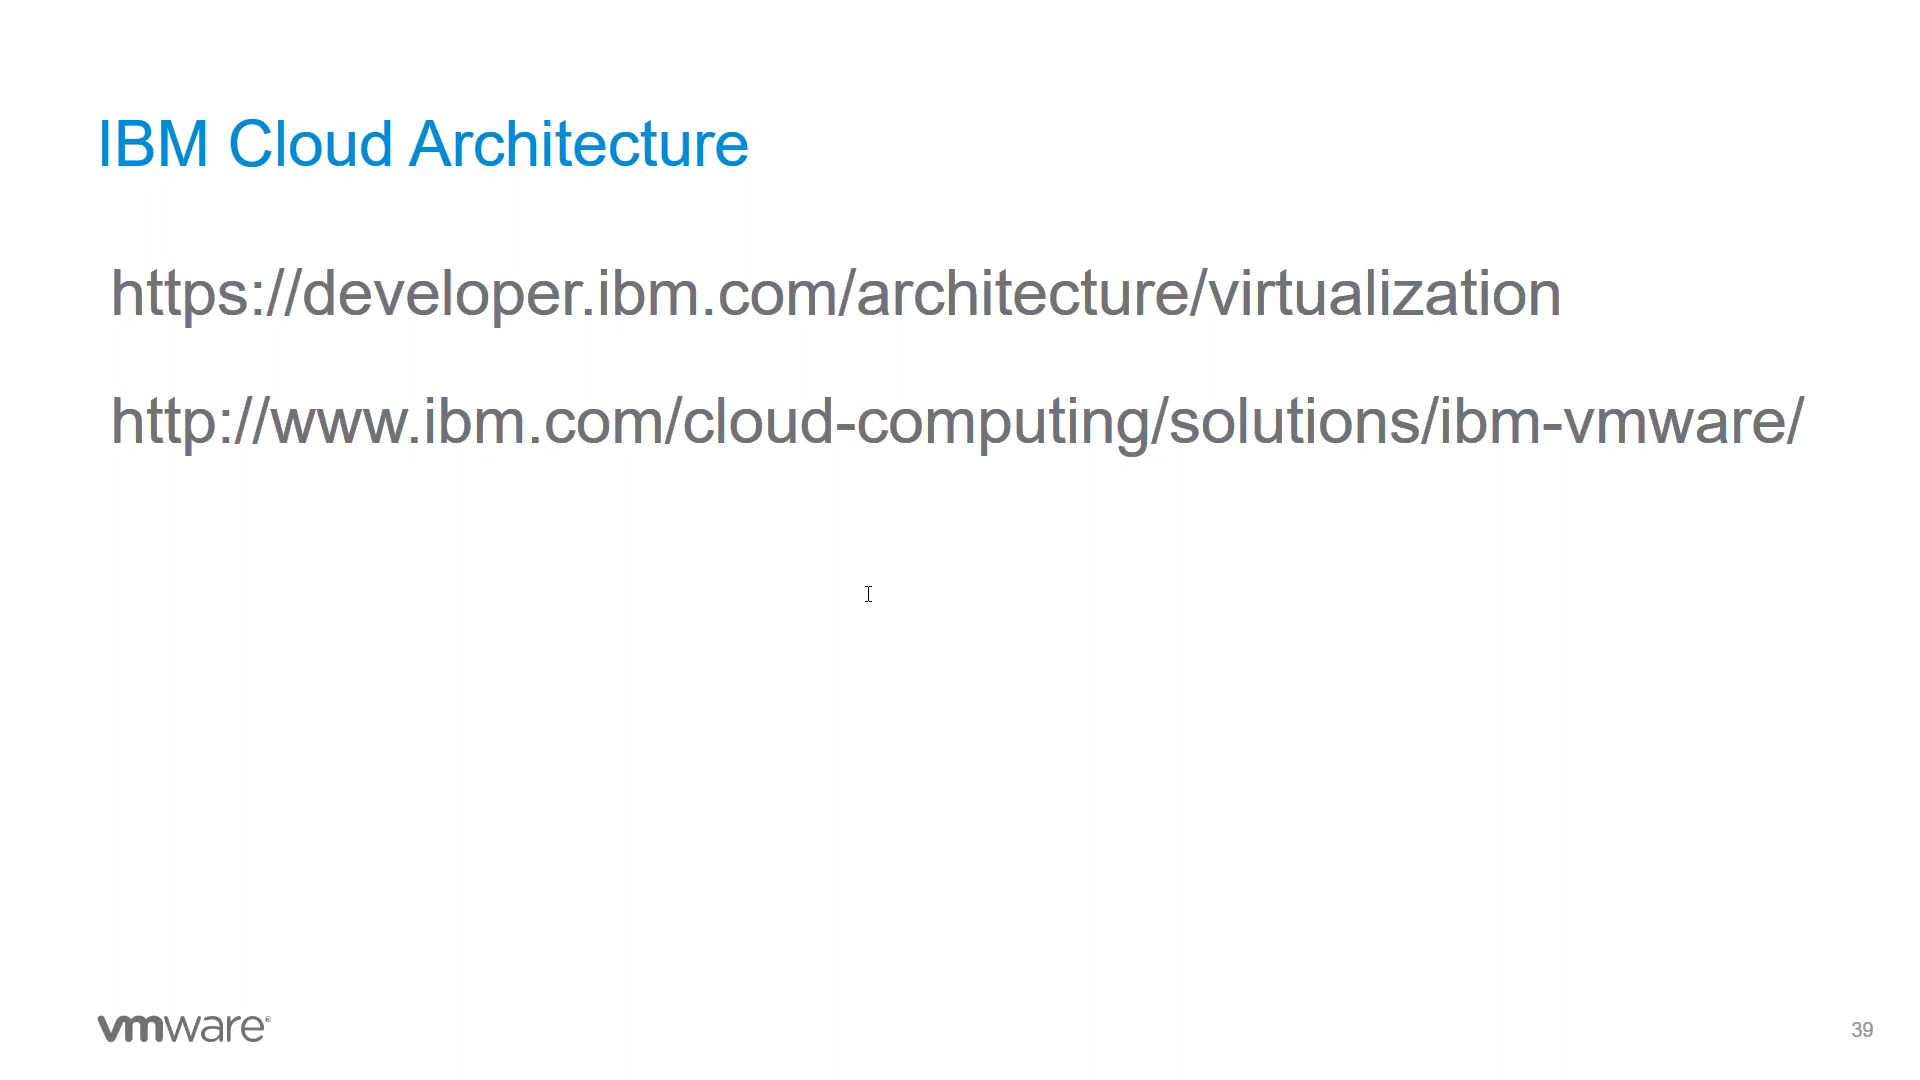 IBM Cloud Architecture
https://developer.ibm.com/architecture/virtualization
http://www.ibm.com/cloud-computing/solutions/ibm-vmware/
vmware®
39